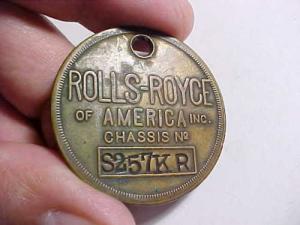 ROLLS-ROYCE
OF AMERICA INC.
CHASSIS Nº
S257KR